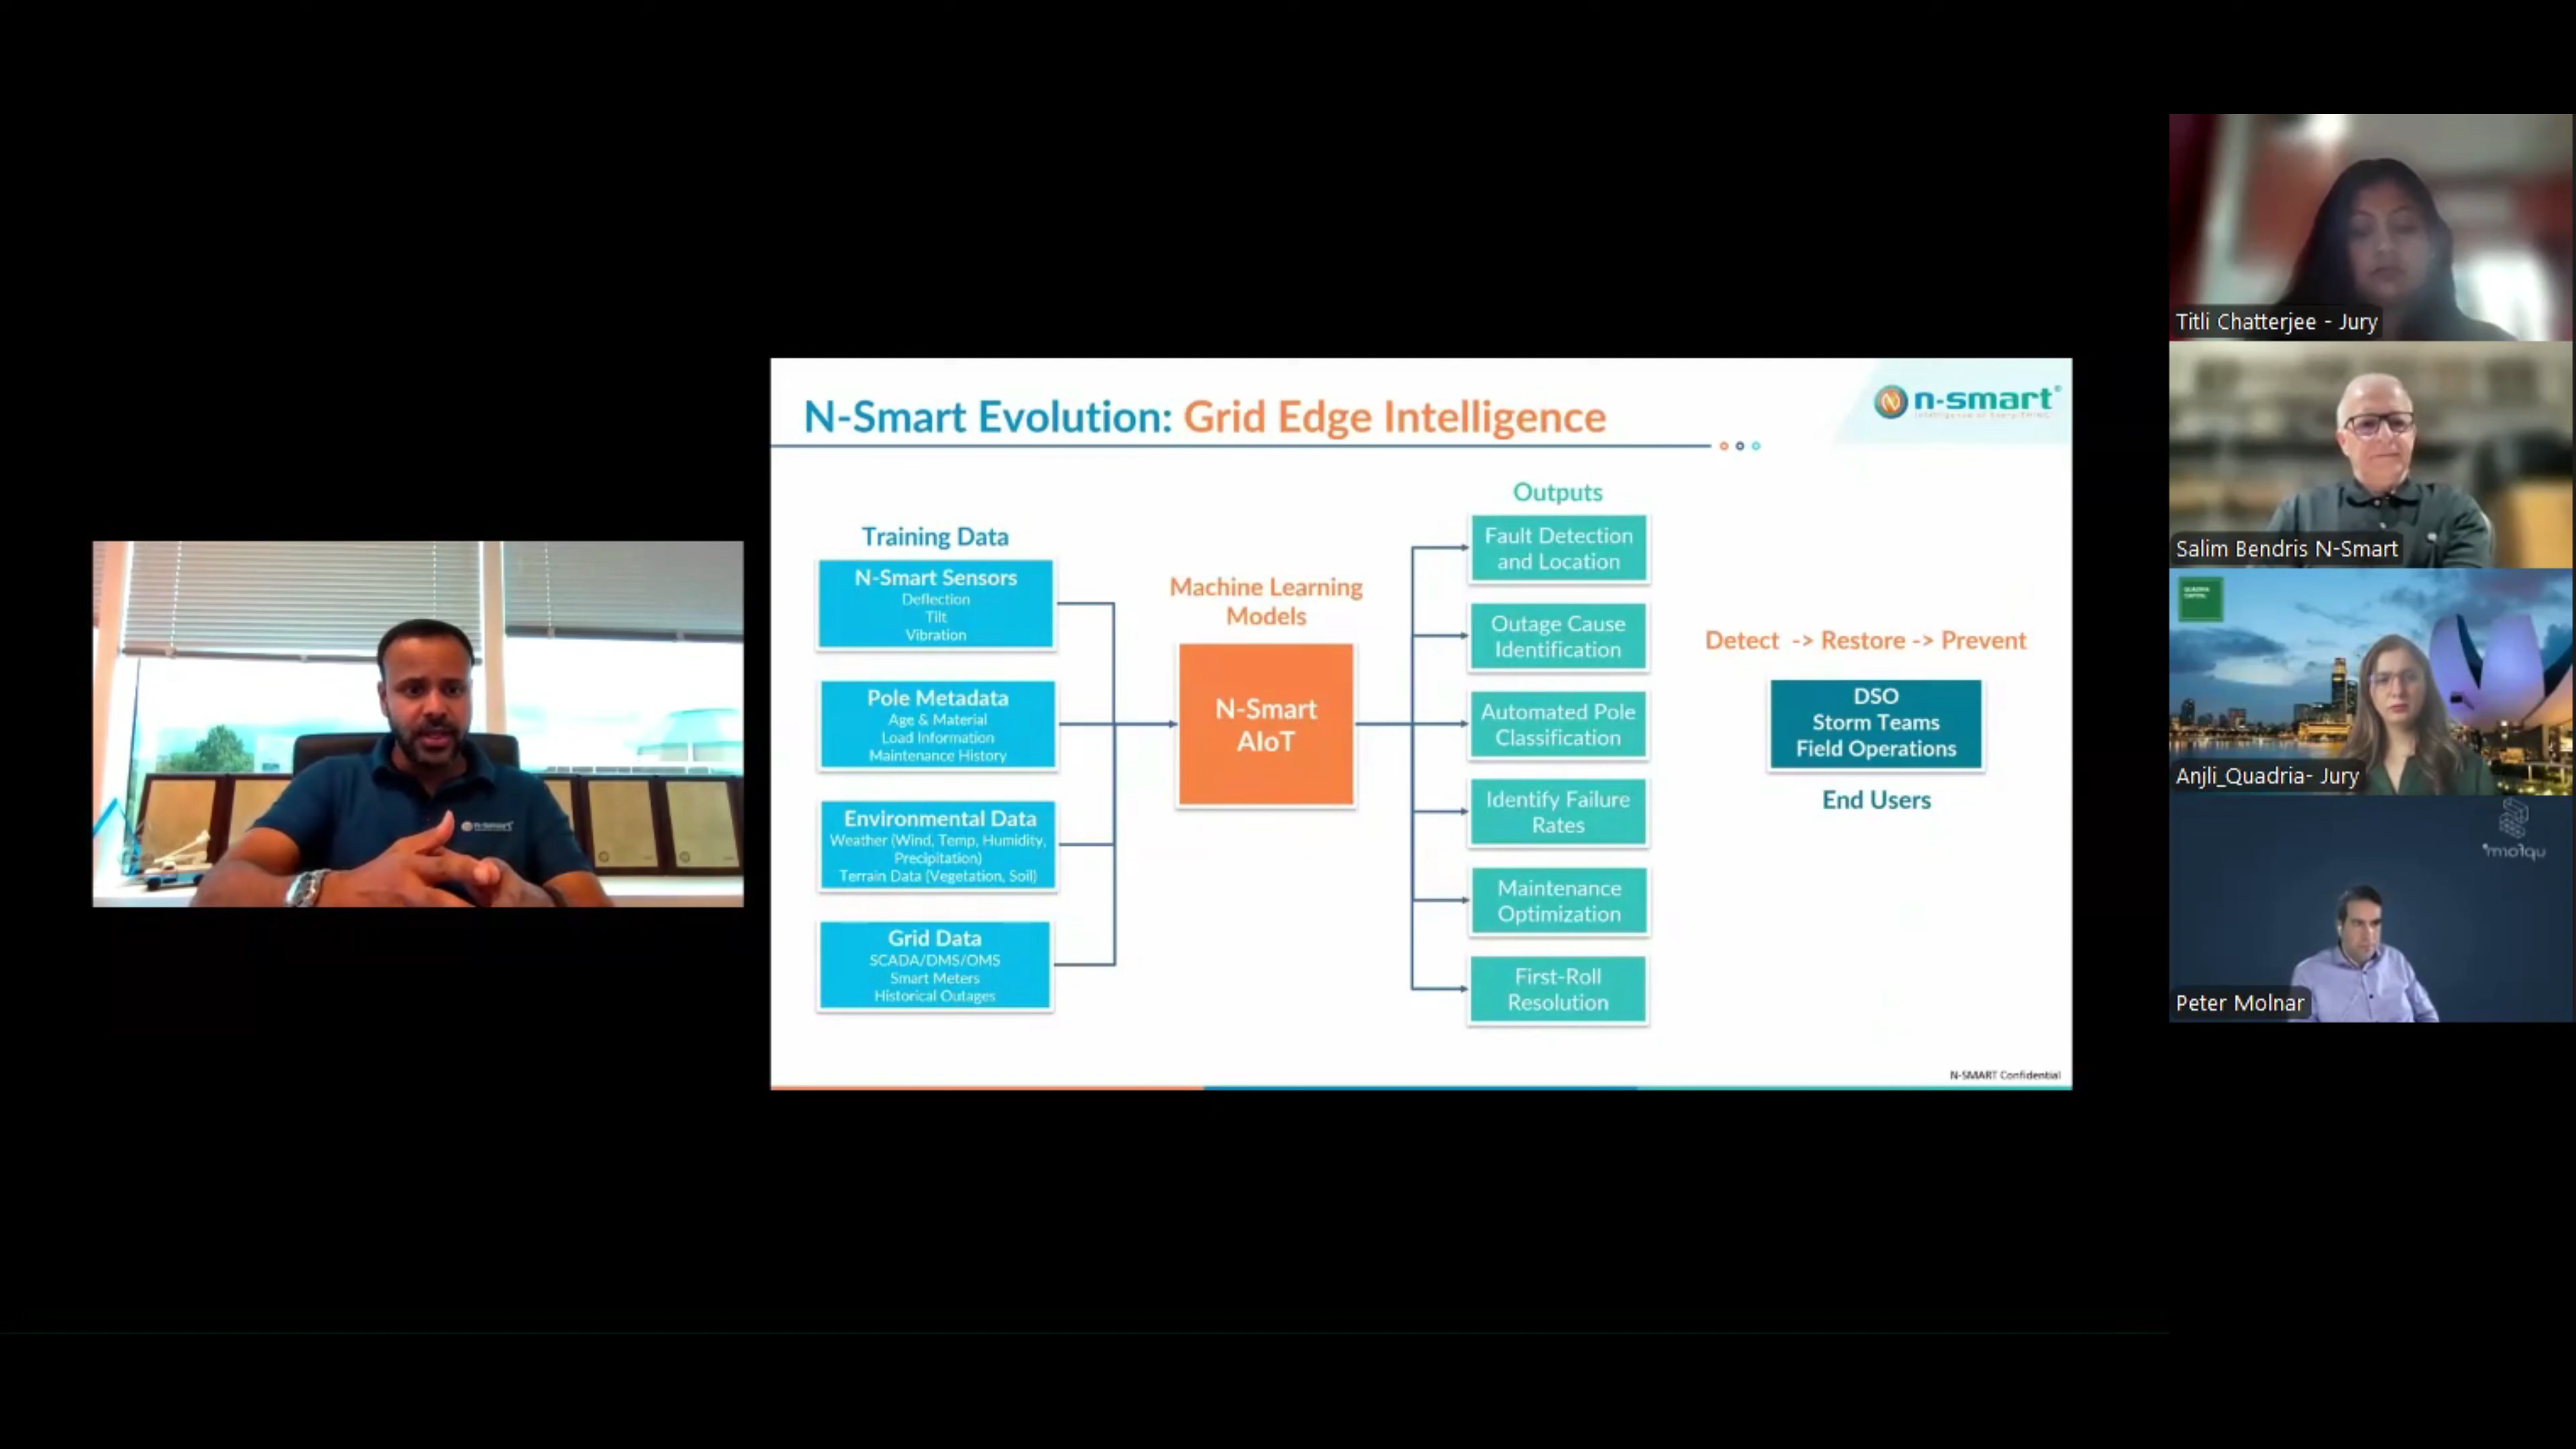 N-Smart Evolution: Grid Edge Intelligence
n-smart
Training Data
N-Smart Sensors
Deflection
Tilt
Vibration
Pole Metadata
Age & Material
Load Information
Maintenance History
Environmental Data
Weather (Wind, Temp, Humidity,
Precipitation)
Terrain Data (Vegetation, Soil)
Grid Data
SCADA/DMS/OMS
Smart Meters
Historical Outages
Machine Learning
Models
N-Smart
AIoT
Outputs
Fault Detection
and Location
Outage Cause
Identification
Automated Pole
Classification
Identify Failure
Rates
Maintenance
Optimization
First-Roll
Resolution
Detect -> Restore -> Prevent
DSO
Storm Teams
Field Operations
End Users
N-SMART Confidential
n-smart
Titli Chatterjee - Jury
Salim Bendris N-Smart
QUADRIA
CAPITAL
Anjli_Quadria- Jury
upfom
Peter Molnar